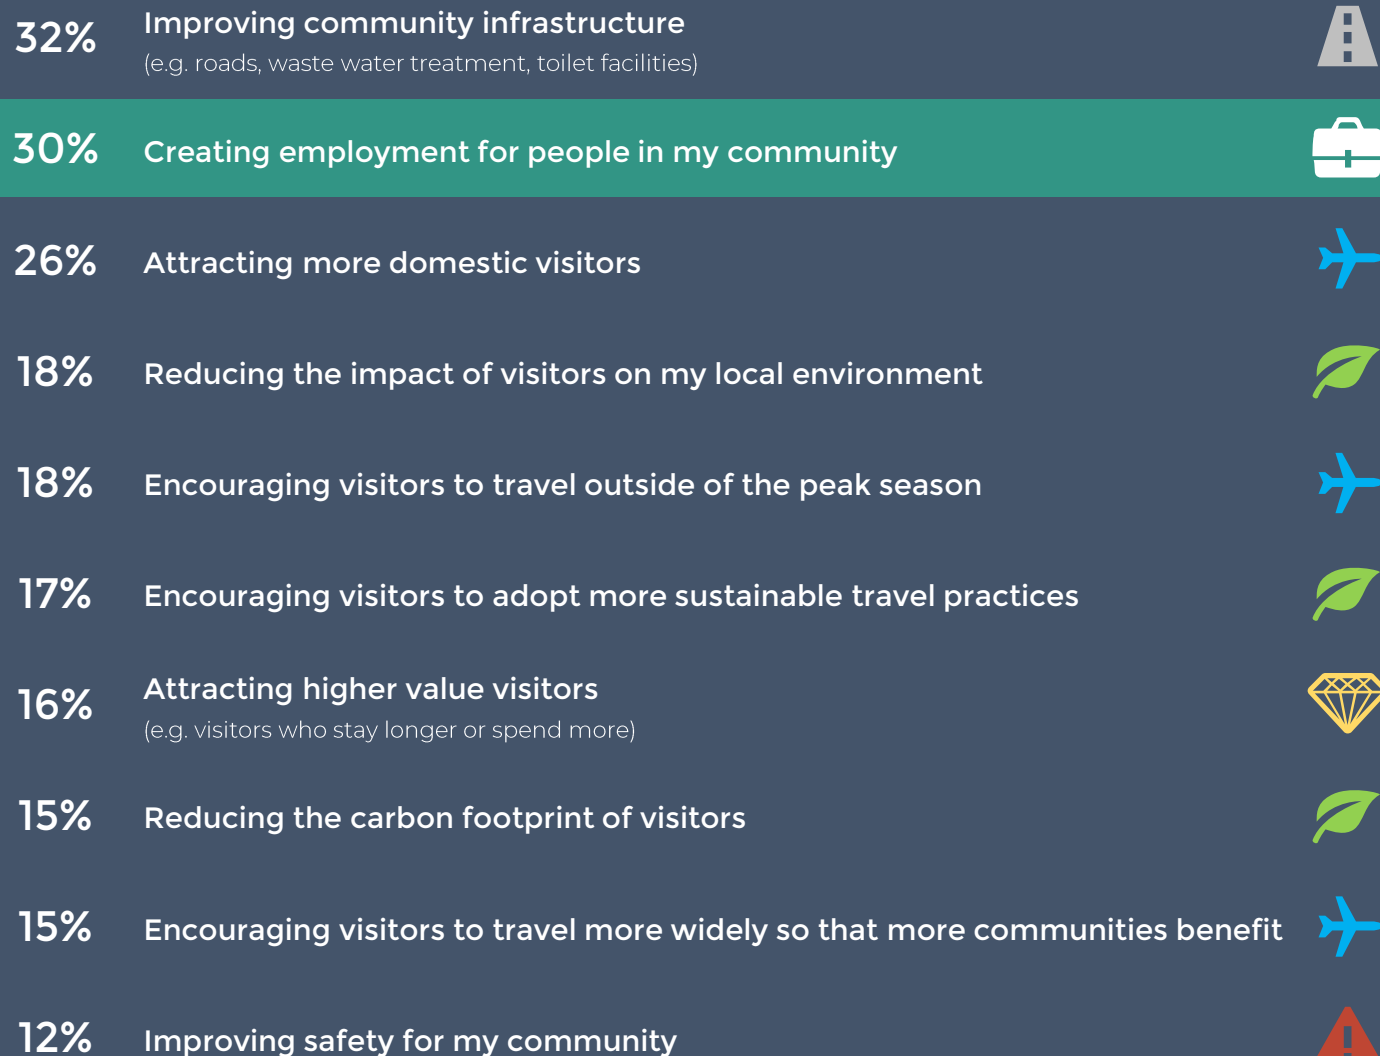 32% Improving community infrastructure
(e.g. roads, waste water treatment, toilet facilities)
30% Creating employment for people in my community
26% Attracting more domestic visitors
18% Reducing the impact of visitors on my local environment
18% Encouraging visitors to travel outside of the peak season
17% Encouraging visitors to adopt more sustainable travel practices
16% Attracting higher value visitors
(e.g. visitors who stay longer or spend more)
15% Reducing the carbon footprint of visitors
15% Encouraging visitors to travel more widely so that more communities benefit
12% Improving safety for my community